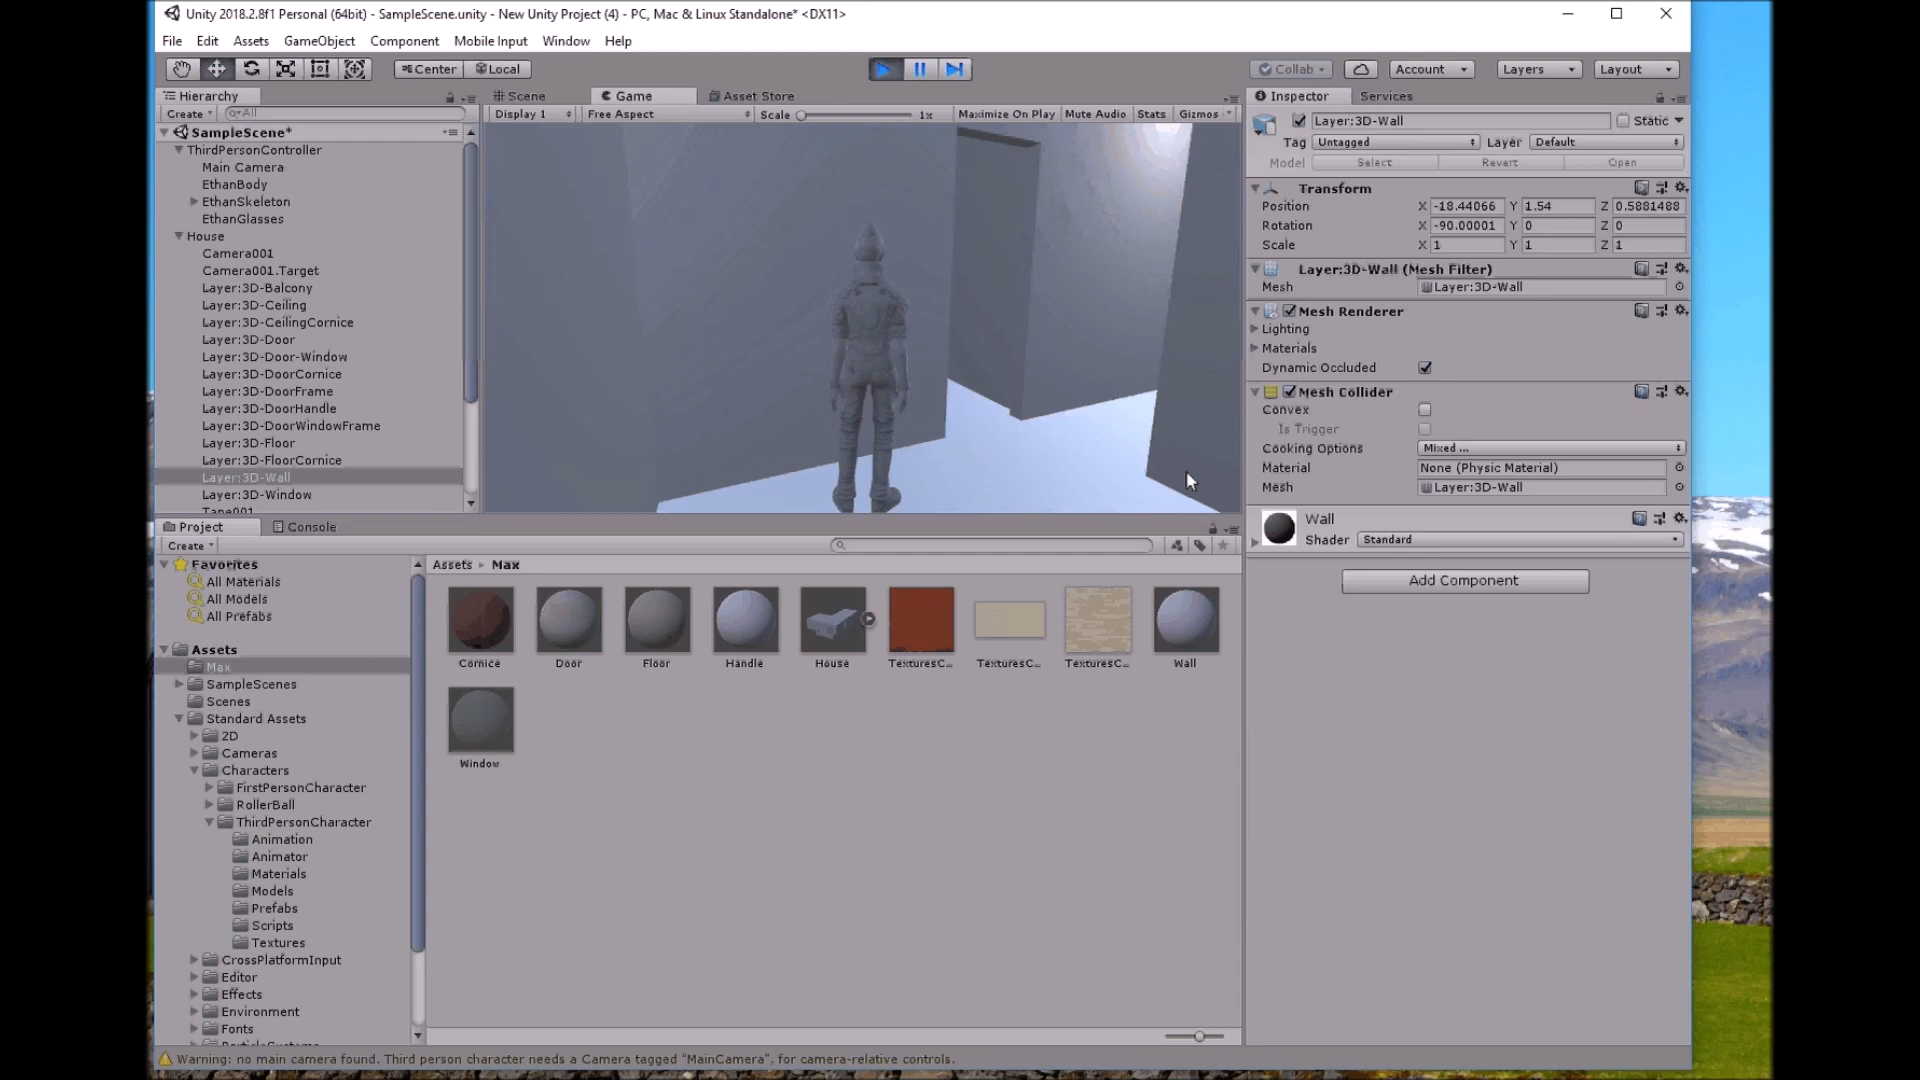 Unity 2018.2.8f1 Personal (64bit) - SampleScene.unity - New Unity Project (4) - PC, Mac & Linux Standalone* <DX11>
File Edit Assets GameObject Component Mobile Input Window Help
Center Local
Collab Account Layers Layout
Hierarchy
Create All
SampleScene*
ThirdPersonController
Main Camera
EthanBody
EthanSkeleton
EthanGlasses
House
Camera001
Camera001.Target
Layer:3D-Balcony
Layer:3D-Ceiling
Layer:3D-CeilingCornice
Layer:3D-Door
Layer:3D-Door-Window
Layer:3D-DoorCornice
Layer:3D-DoorFrame
Layer:3D-DoorHandle
Layer:3D-DoorWindowFrame
Layer:3D-Floor
Layer:3D-FloorCornice
Layer:3D-Wall
Layer:3D-Window
Tape001
Scene Game Asset Store
Display 1 Free Aspect Scale 1x Maximize On Play Mute Audio Stats Gizmos
Inspector Services
Layer:3D-Wall Static
Tag Untagged Layer Default
Model Select Revert Open
Transform
Position X -18.44066 Y 1.54 Z 0.5881488
Rotation X -90.00001 Y 0 Z 0
Scale X 1 Y 1 Z 1
Layer:3D-Wall (Mesh Filter)
Mesh Layer:3D-Wall
Mesh Renderer
Lighting
Materials
Dynamic Occluded
Mesh Collider
Convex
Is Trigger
Cooking Options Mixed ...
Material None (Physic Material)
Mesh Layer:3D-Wall
Wall
Shader Standard
Add Component
Project Console
Create
Favorites
All Materials
All Models
All Prefabs
Assets
Max
SampleScenes
Scenes
Standard Assets
2D
Cameras
Characters
FirstPersonCharacter
RollerBall
ThirdPersonCharacter
Animation
Animator
Materials
Models
Prefabs
Scripts
Textures
CrossPlatformInput
Editor
Effects
Environment
Fonts
ParticleSystems
Assets Max
Cornice Door Floor Handle House TexturesC... TexturesC... TexturesC... Wall
Window
Warning: no main camera found. Third person character needs a Camera tagged "MainCamera", for camera-relative controls.